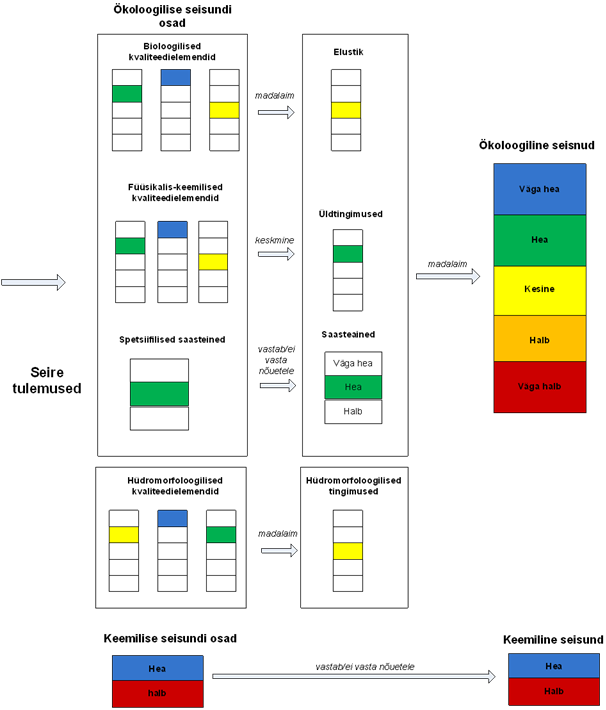 Ökoloogilise seisundi
osad
Bioloogilised
kvaliteedielemendid
madalaim
Elustik
Füüsikalis-keemilised
kvaliteedielemendid
keskmine
Üldtingimused
Spetsiifilised saasteined
vastab/ei
vasta
nõuetele
Saasteained
Väga hea
Hea
Halb
madalaim
Ökoloogiline seisnud
Väga hea
Hea
Kesine
Halb
Väga halb
Seire
tulemused
Hüdromorfoloogilised
kvaliteedielemendid
madalaim
Hüdromorfoloogilised
tingimused
Keemilise seisundi osad
Hea
halb
vastab/ei vasta nõuetele
Keemiline seisund
Hea
Halb